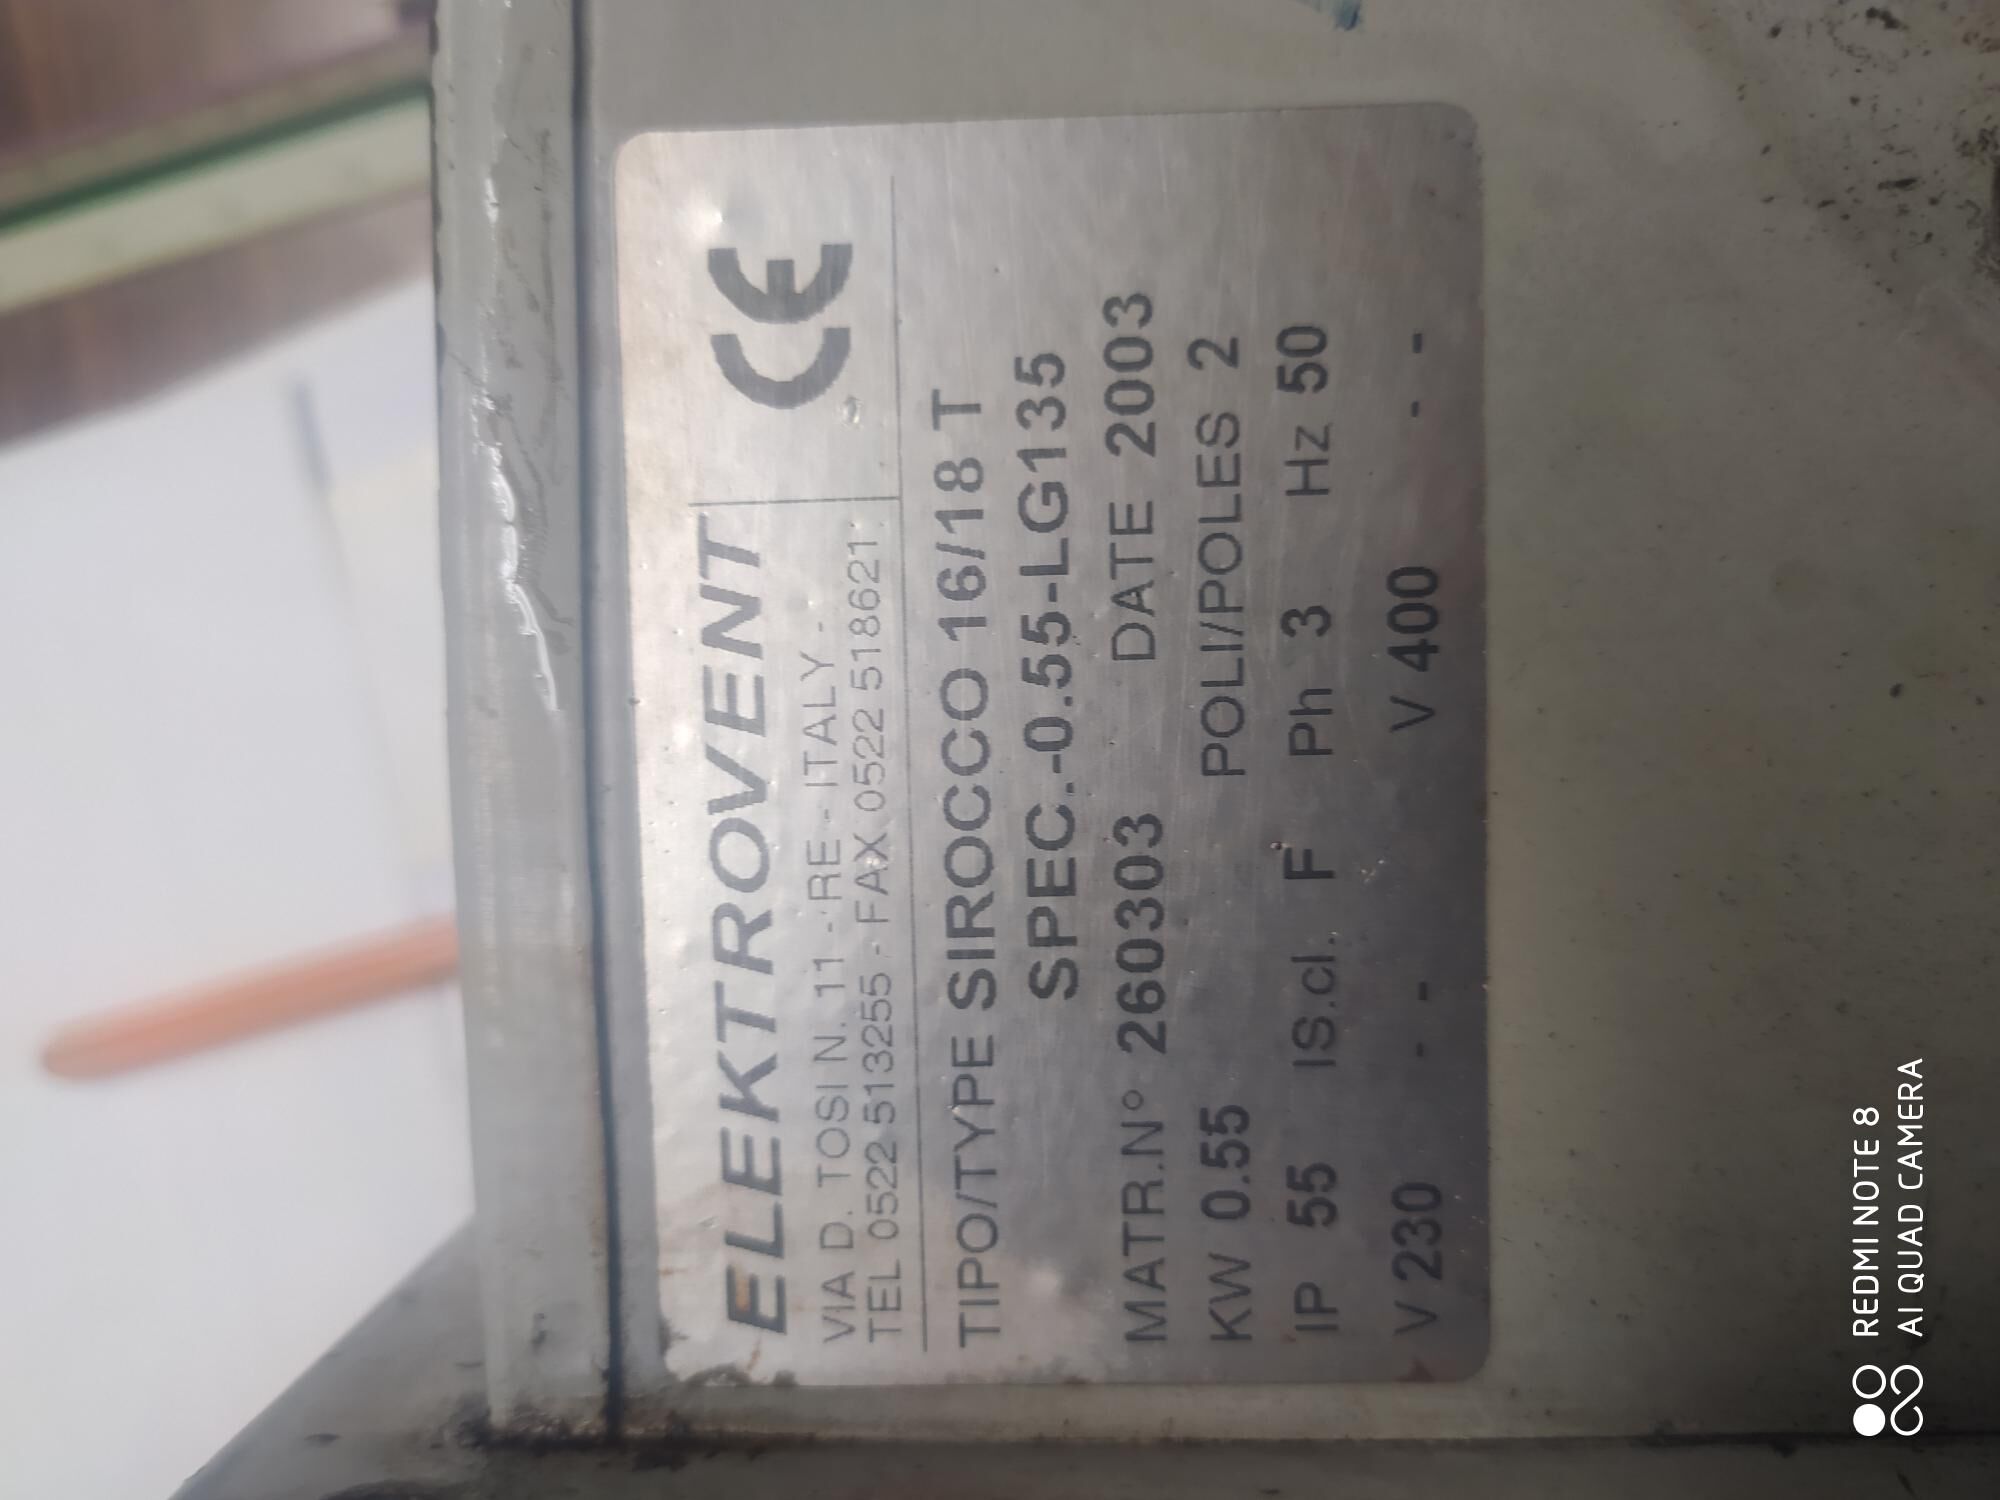 ELEKTROVENT
CE
VIA D. TOSI N. 11 - RE - ITALY -
TEL 0522 513255 - FAX 0522 518621
TIPO/TYPE SIROCCO 16/18 T
SPEC.-0.55-LG135
MATR.N° 260303 DATE 2003
KW 0.55 POLI/POLES 2
IP 55 IS.cl. F Ph 3 Hz 50
V 230 - - V 400 - -
REDMI NOTE 8
AI QUAD CAMERA